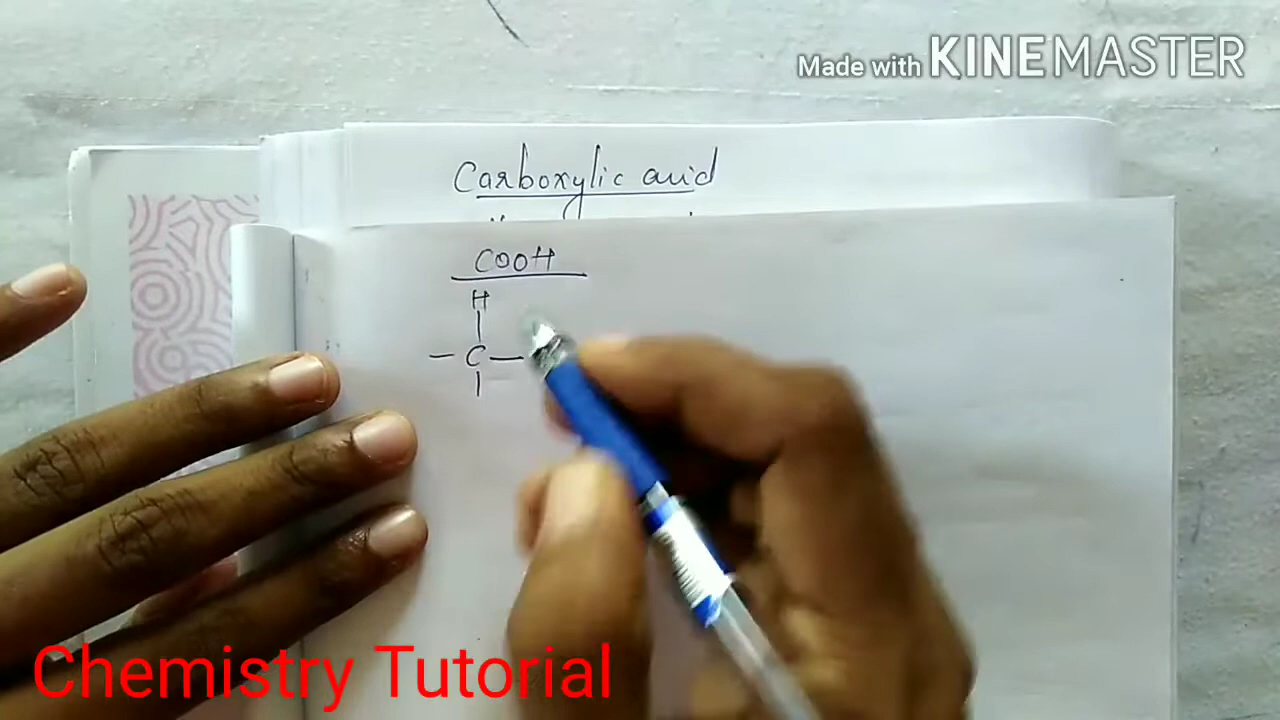 Made with KINEMASTER
Carboxylic acid
COOH
H
|
— C —
|
Chemistry Tutorial